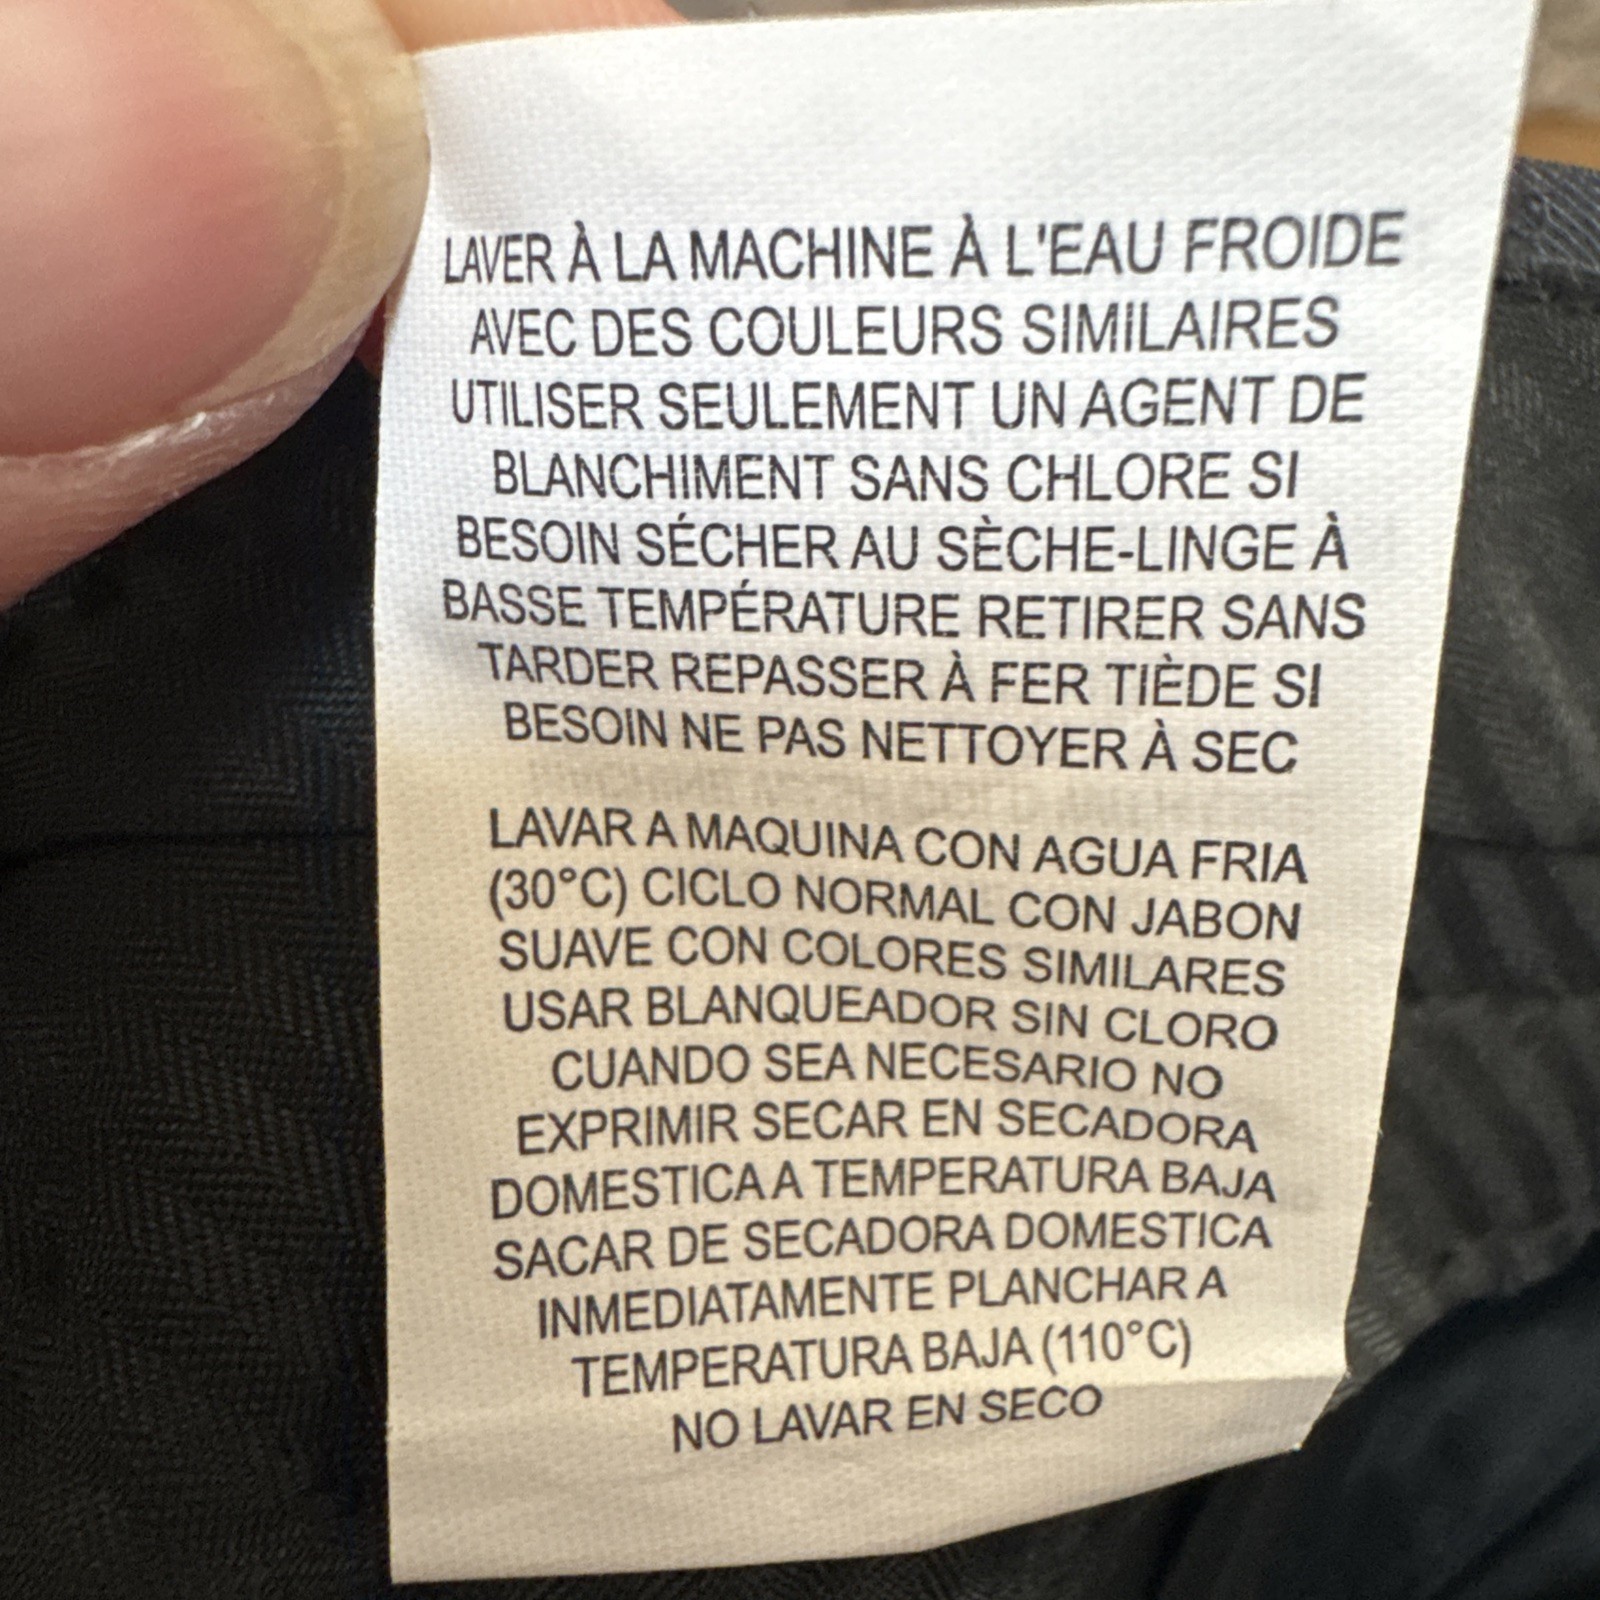 LAVER À LA MACHINE À L'EAU FROIDE
AVEC DES COULEURS SIMILAIRES
UTILISER SEULEMENT UN AGENT DE
BLANCHIMENT SANS CHLORE SI
BESOIN SÉCHER AU SÈCHE-LINGE À
BASSE TEMPÉRATURE RETIRER SANS
TARDER REPASSER À FER TIÈDE SI
BESOIN NE PAS NETTOYER À SEC
LAVAR A MAQUINA CON AGUA FRIA
(30°C) CICLO NORMAL CON JABON
SUAVE CON COLORES SIMILARES
USAR BLANQUEADOR SIN CLORO
CUANDO SEA NECESARIO NO
EXPRIMIR SECAR EN SECADORA
DOMESTICA A TEMPERATURA BAJA
SACAR DE SECADORA DOMESTICA
INMEDIATAMENTE PLANCHAR A
TEMPERATURA BAJA (110°C)
NO LAVAR EN SECO